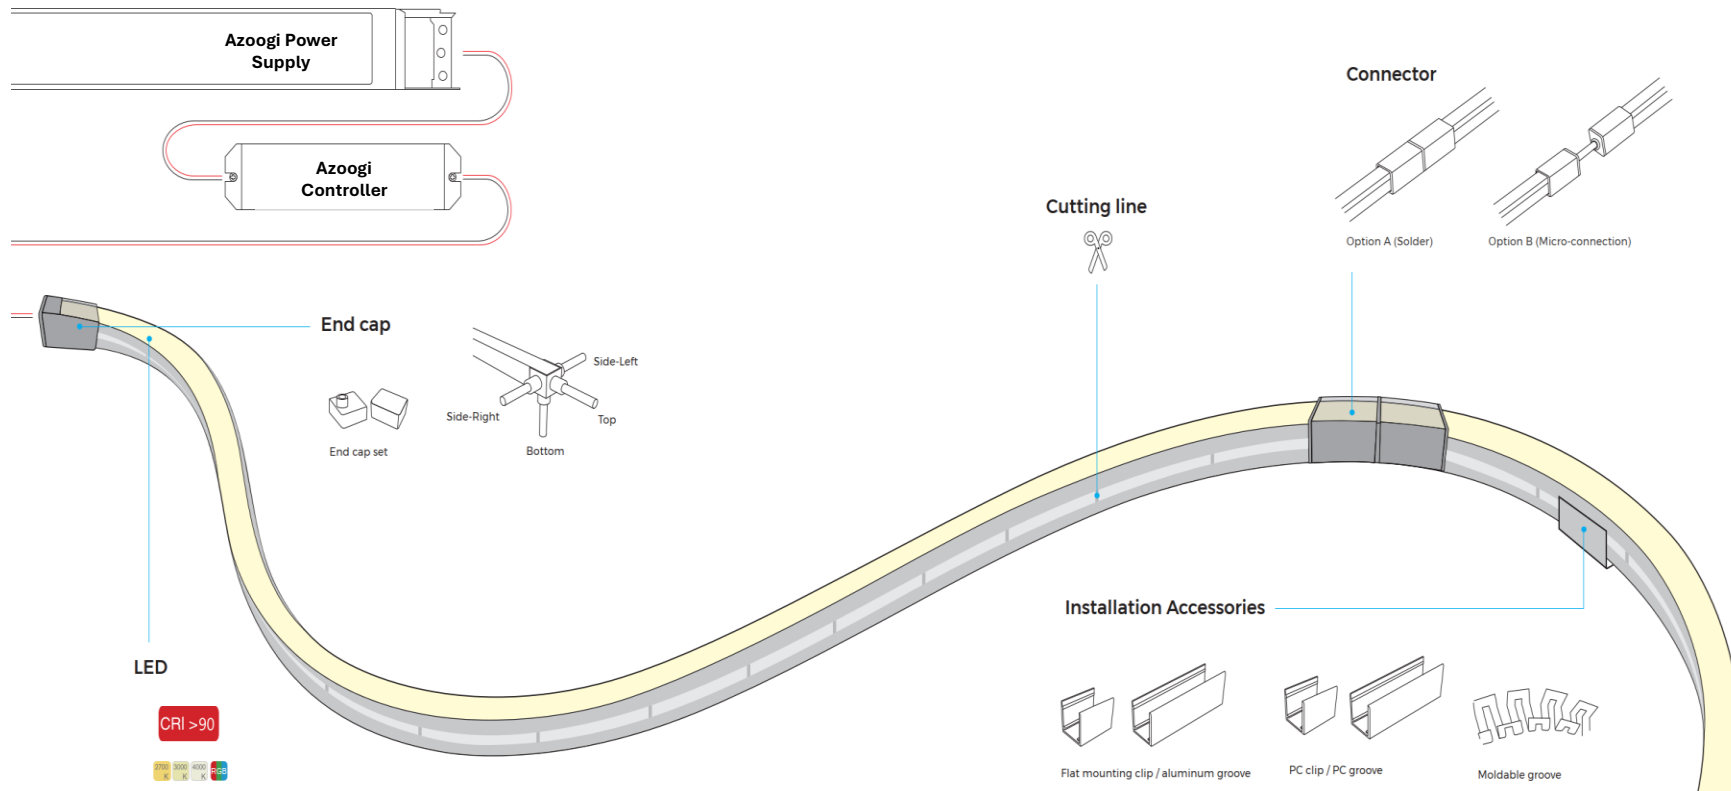 Azoogi Power
Supply
Azoogi
Controller
Connector
Option A (Solder)
Option B (Micro-connection)
Cutting line
End cap
End cap set
Side-Left
Side-Right
Top
Bottom
LED
CRI >90
2700
K
3000
K
4000
K
RGB
Installation Accessories
Flat mounting clip / aluminum groove
PC clip / PC groove
Moldable groove